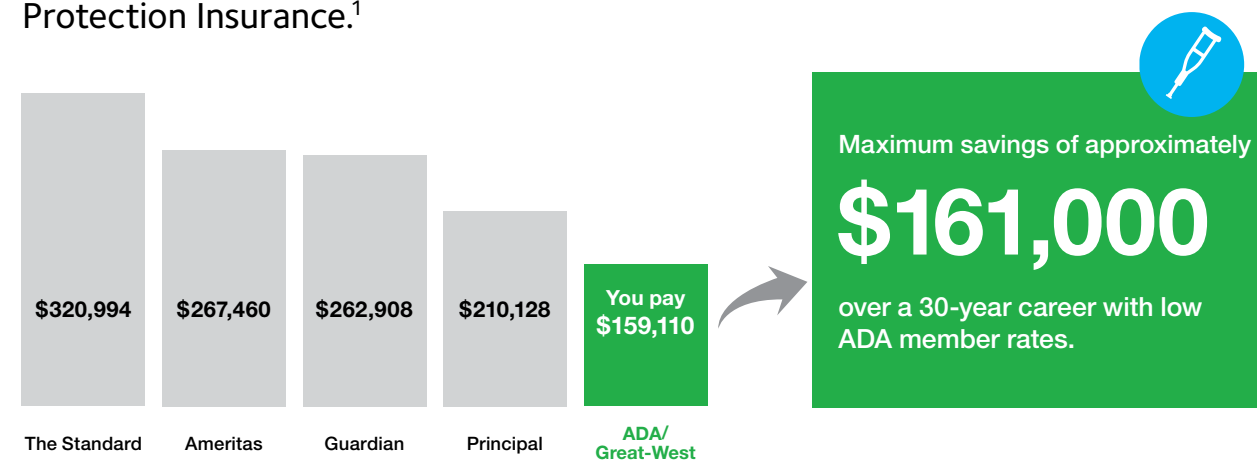 Protection Insurance.¹
$320,994
$267,460
$262,908
$210,128
You pay
$159,110
The Standard
Ameritas
Guardian
Principal
ADA/
Great-West
Maximum savings of approximately
$161,000
over a 30-year career with low
ADA member rates.